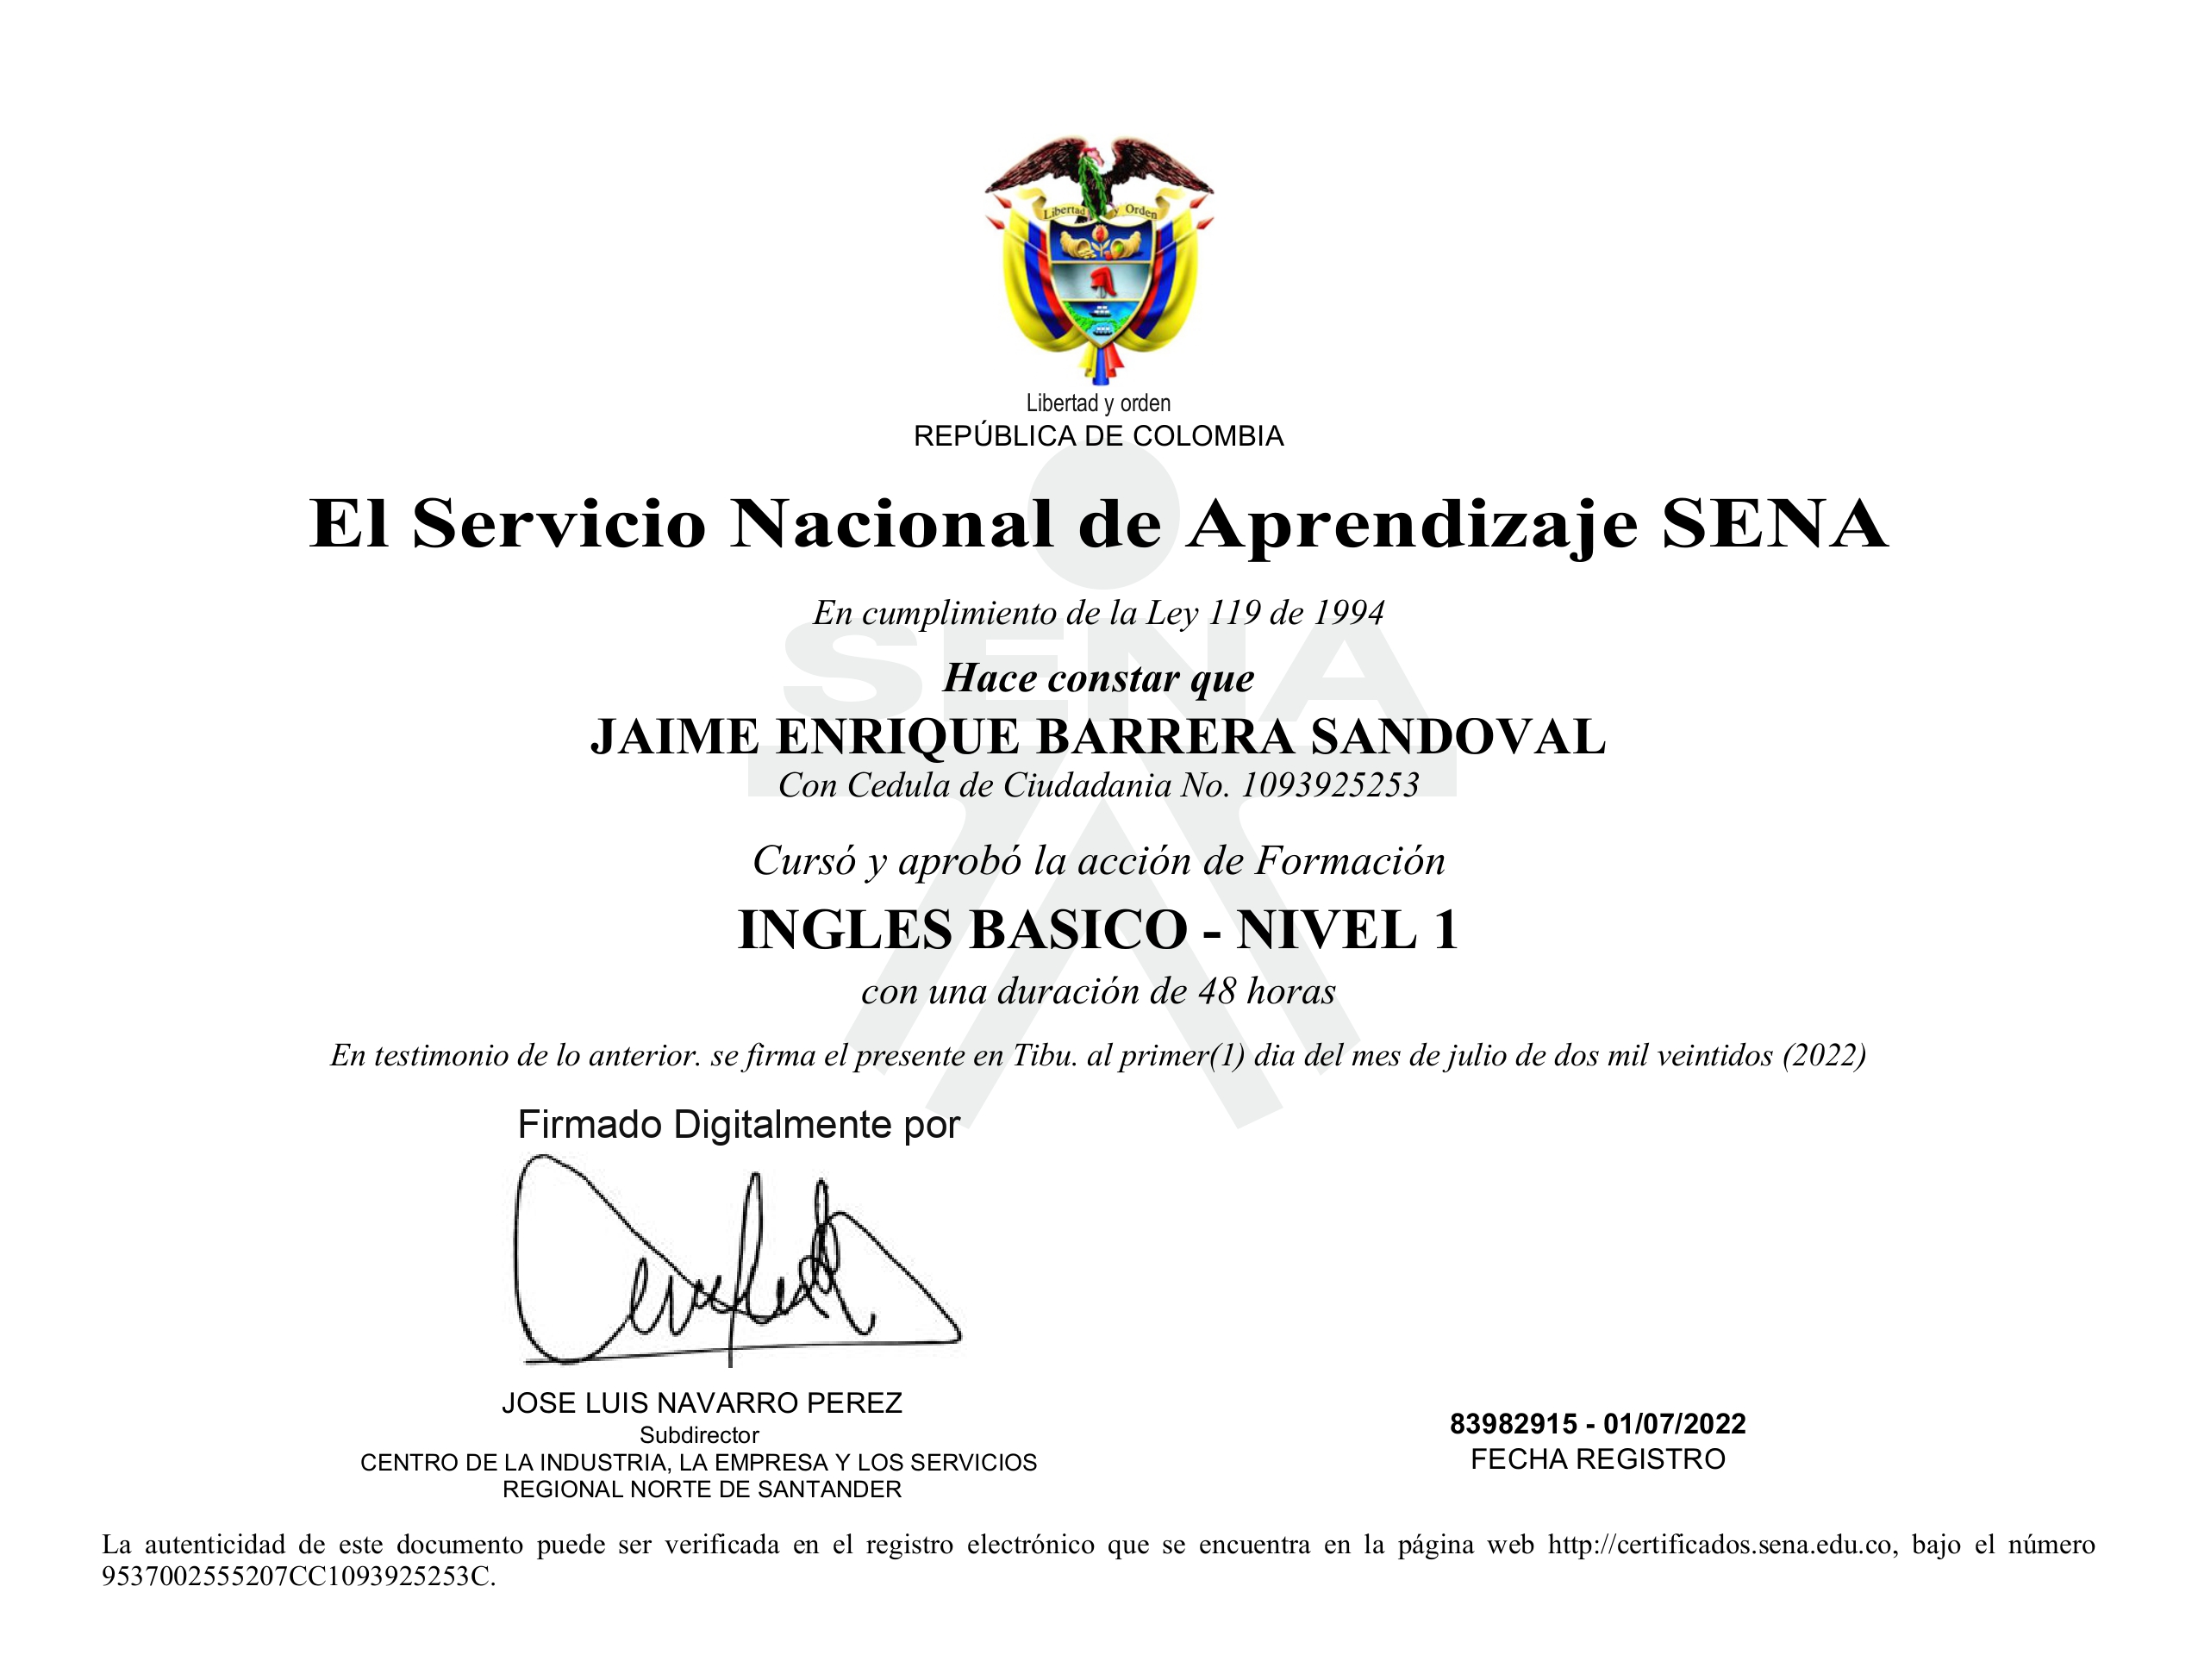 Libertad y Orden
Libertad y orden
REPÚBLICA DE COLOMBIA
El Servicio Nacional de Aprendizaje SENA
En cumplimiento de la Ley 119 de 1994
SENA
Hace constar que
JAIME ENRIQUE BARRERA SANDOVAL
Con Cedula de Ciudadania No. 1093925253
Cursó y aprobó la acción de Formación
INGLES BASICO - NIVEL 1
con una duración de 48 horas
En testimonio de lo anterior. se firma el presente en Tibu. al primer(1) dia del mes de julio de dos mil veintidos (2022)
Firmado Digitalmente por
JOSE LUIS NAVARRO PEREZ
Subdirector
CENTRO DE LA INDUSTRIA, LA EMPRESA Y LOS SERVICIOS
REGIONAL NORTE DE SANTANDER
83982915 - 01/07/2022
FECHA REGISTRO
La autenticidad de este documento puede ser verificada en el registro electrónico que se encuentra en la página web http://certificados.sena.edu.co, bajo el número
9537002555207CC1093925253C.